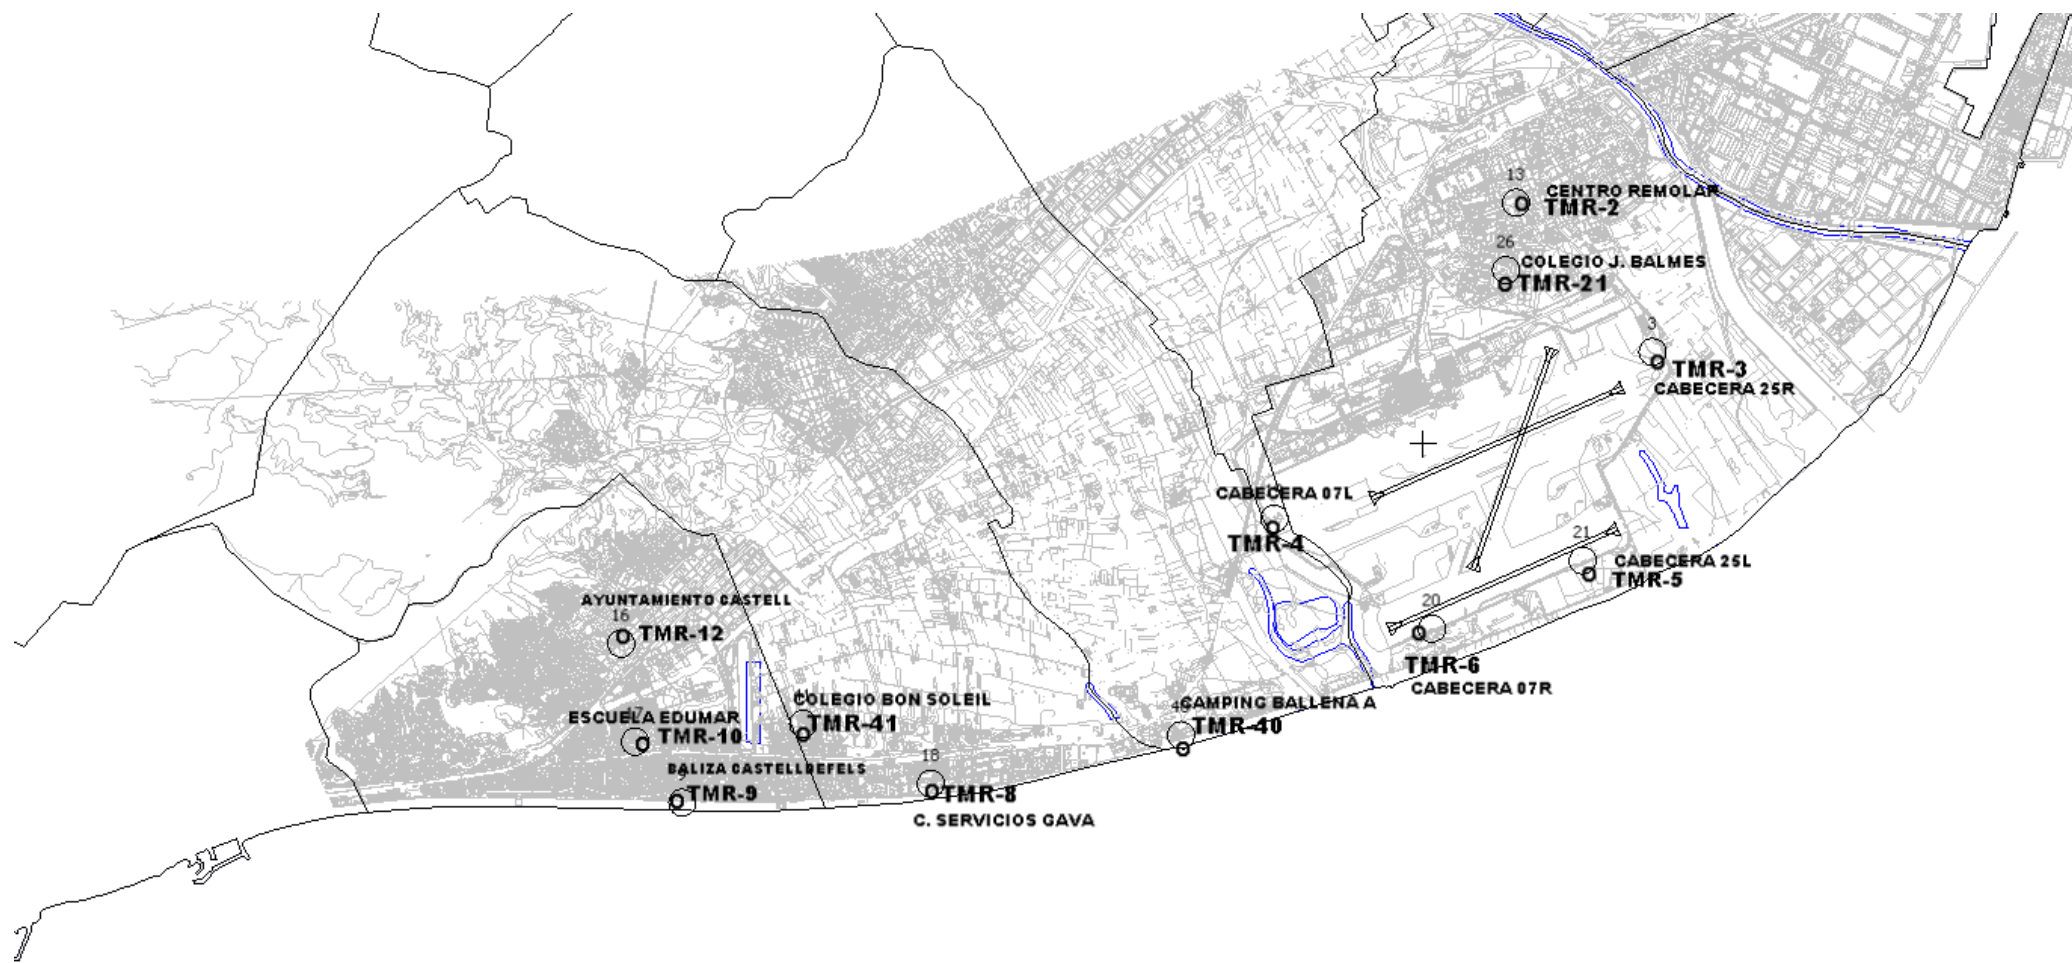 13
CENTRO REMOLAR
TMR-2
26
COLEGIO J. BALMES
TMR-21
3
TMR-3
CABECERA 25R
CABECERA 07L
TMR-4
21
CABECERA 25L
TMR-5
20
TMR-6
CABECERA 07R
AYUNTAMIENTO CASTELL
16
TMR-12
COLEGIO BON SOLEIL
TMR-41
ESCUELA EDUMAR
17
TMR-10
CAMPING BALLENA A
TMR-40
18
TMR-8
C. SERVICIOS GAVA
BALIZA CASTELLDEFELS
9
TMR-9